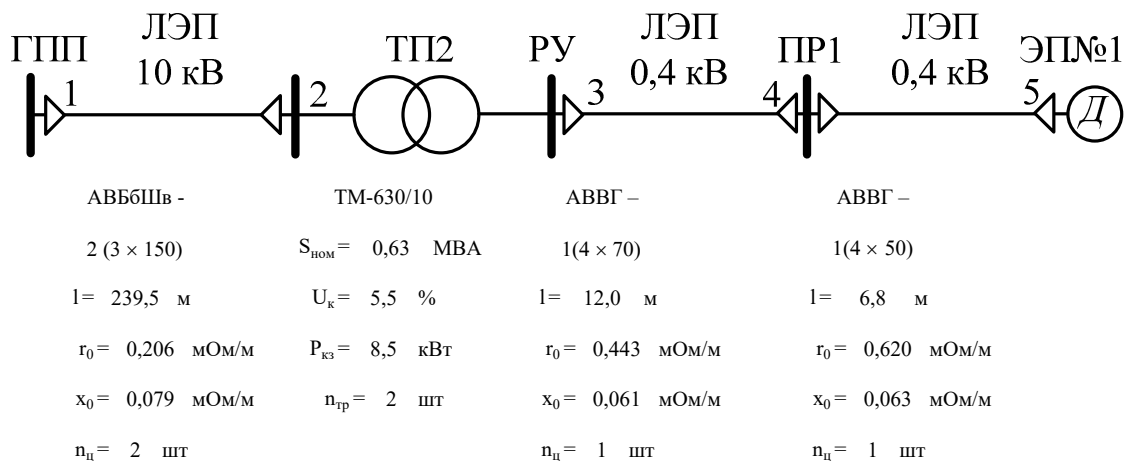 ГПП
ЛЭП
10 кВ
ТП2
РУ
ЛЭП
0,4 кВ
ПР1
ЛЭП
0,4 кВ
ЭП№1
1
2
3
4
5
Д
АВБбШв -
2 (3 × 150)
l= 239,5 м
r₀= 0,206 мОм/м
x₀= 0,079 мОм/м
nц= 2 шт
ТМ-630/10
Sном= 0,63 МВА
Uк= 5,5 %
Pкз= 8,5 кВт
nтр= 2 шт
АВВГ –
1(4 × 70)
l= 12,0 м
r₀= 0,443 мОм/м
x₀= 0,061 мОм/м
nц= 1 шт
АВВГ –
1(4 × 50)
l= 6,8 м
r₀= 0,620 мОм/м
x₀= 0,063 мОм/м
nц= 1 шт